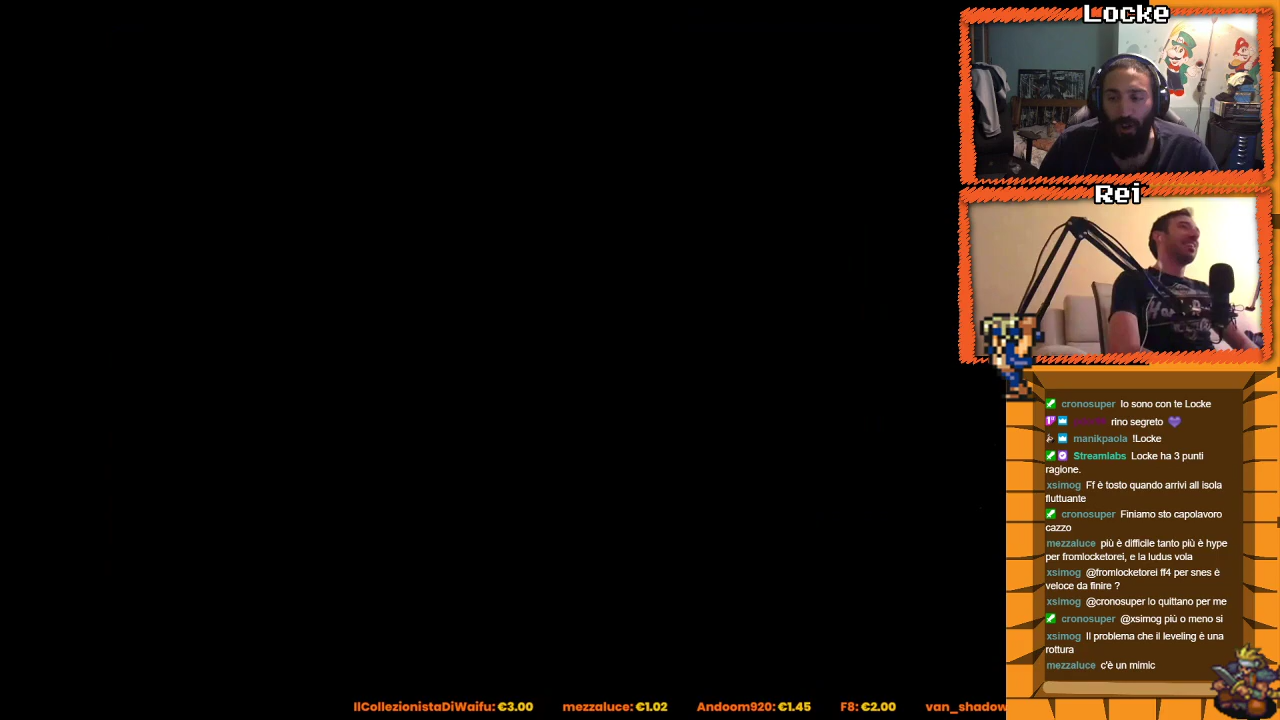 Locke
Rei
cronosuper Io sono con te Locke
rino segreto
manikpaola !Locke
Streamlabs Locke ha 3 punti
ragione.
xsimog Ff è tosto quando arrivi all isola
fluttuante
cronosuper Finiamo sto capolavoro
cazzo
mezzaluce più è difficile tanto più è hype
per fromlocketorei, e la ludus vola
xsimog @fromlocketorei ff4 per snes è
veloce da finire ?
xsimog @cronosuper lo quittano per me
cronosuper @xsimog più o meno si
xsimog Il problema che il leveling è una
rottura
mezzaluce c'è un mimic
IlCollezionistaDiWaifu: €3.00 mezzaluce: €1.02 Andoom920: €1.45 F8: €2.00 van_shadow